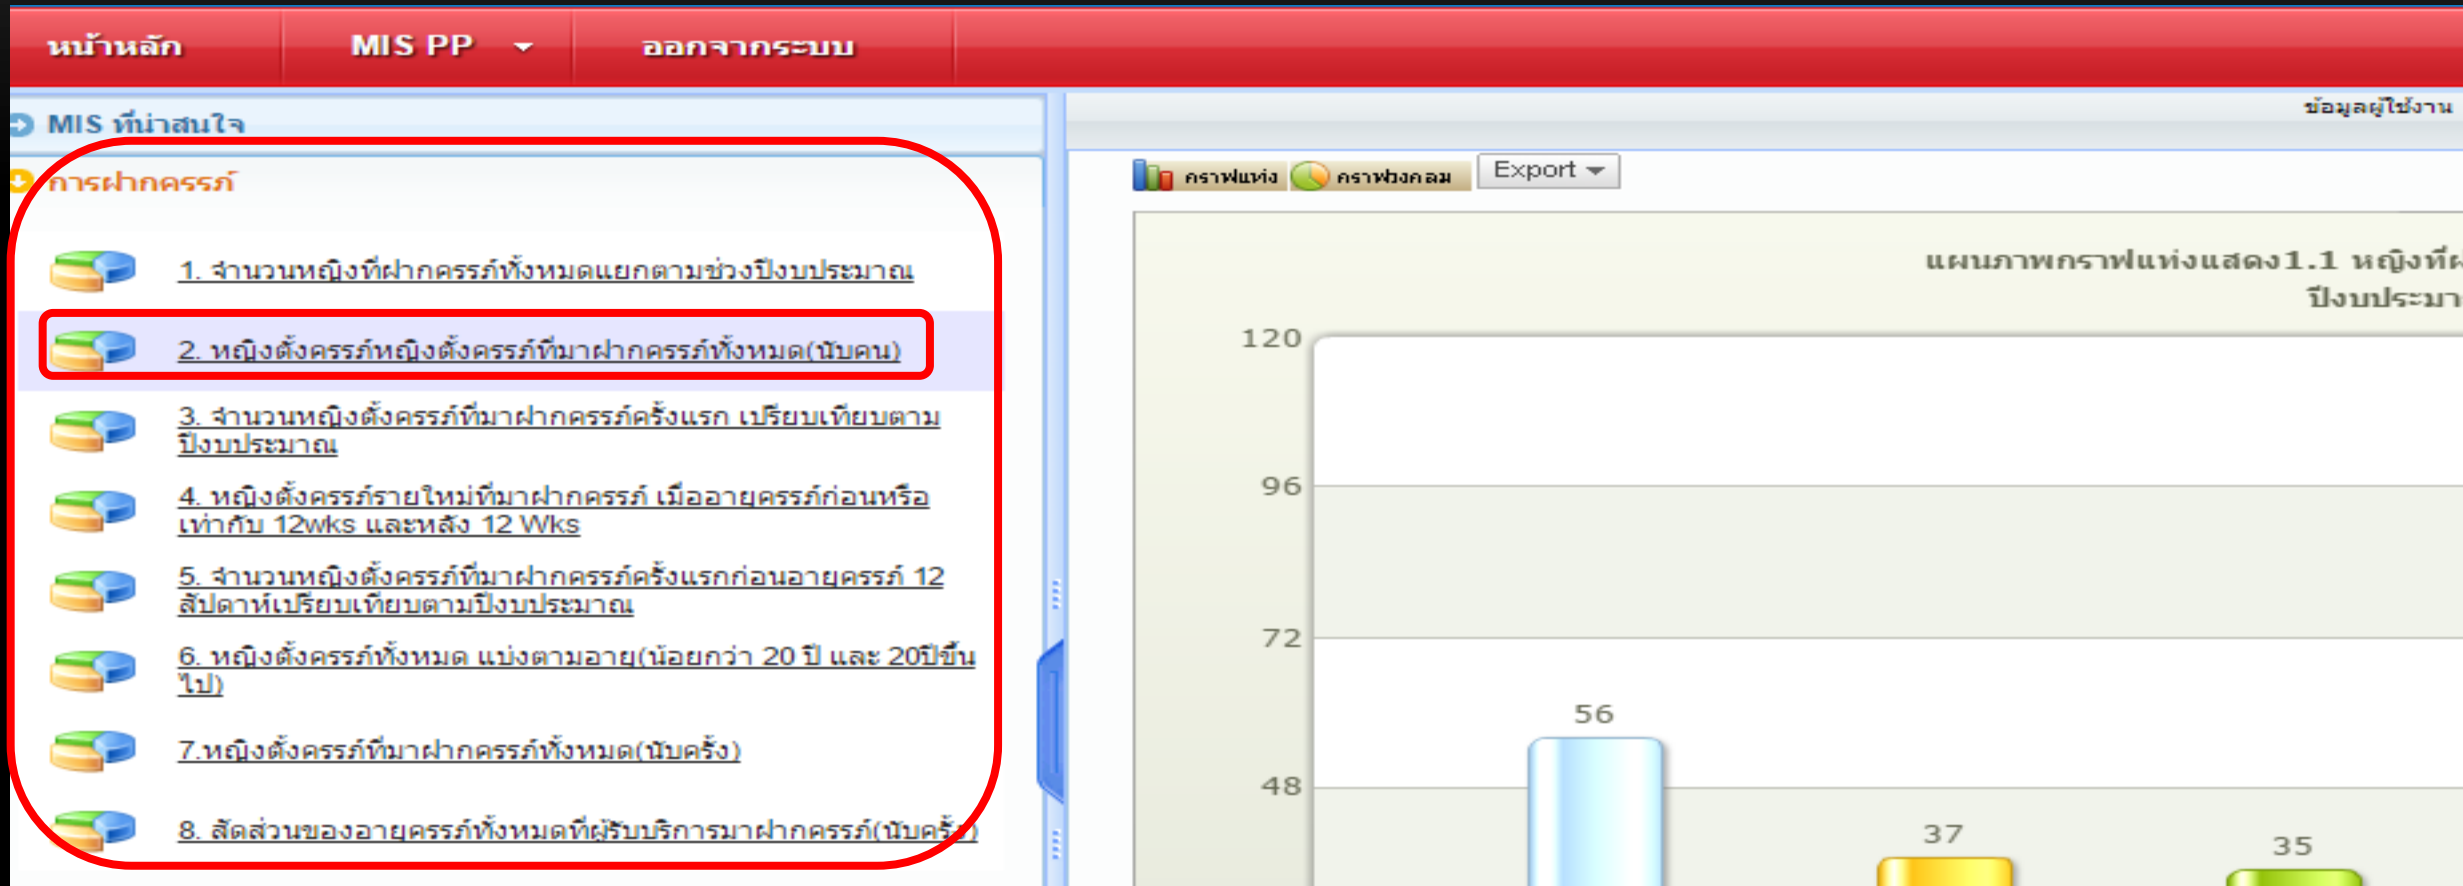 หน้าหลัก
MIS PP
ออกจากระบบ
MIS ที่น่าสนใจ
ข้อมูลผู้ใช้งาน
การฝากครรภ์
กราฟแท่ง
กราฟวงกลม
Export
1. จำนวนหญิงที่ฝากครรภ์ทั้งหมดแยกตามช่วงปีงบประมาณ
2. หญิงตั้งครรภ์หญิงตั้งครรภ์ที่มาฝากครรภ์ทั้งหมด(นับคน)
3. จำนวนหญิงตั้งครรภ์ที่มาฝากครรภ์ครั้งแรก เปรียบเทียบตาม
ปีงบประมาณ
4. หญิงตั้งครรภ์รายใหม่ที่มาฝากครรภ์ เมื่ออายุครรภ์ก่อนหรือ
เท่ากับ 12wks และหลัง 12 Wks
5. จำนวนหญิงตั้งครรภ์ที่มาฝากครรภ์ครั้งแรกก่อนอายุครรภ์ 12
สัปดาห์เปรียบเทียบตามปีงบประมาณ
6. หญิงตั้งครรภ์ทั้งหมด แบ่งตามอายุ(น้อยกว่า 20 ปี และ 20ปีขึ้น
ไป)
7.หญิงตั้งครรภ์ที่มาฝากครรภ์ทั้งหมด(นับครั้ง)
8. สัดส่วนของอายุครรภ์ทั้งหมดที่ผู้รับบริการมาฝากครรภ์(นับครั้ง)
แผนภาพกราฟแท่งแสดง1.1 หญิงที่ฝ
ปีงบประมา
120
96
72
48
56
37
35